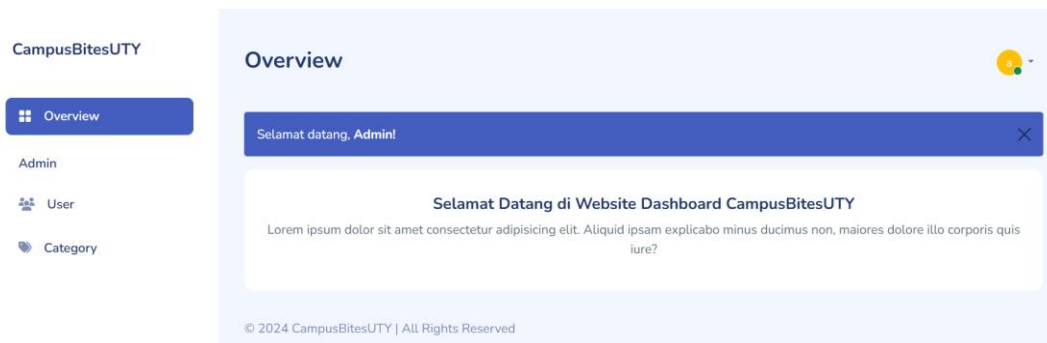 CampusBitesUTY
Overview
Admin
User
Category
Overview
a
Selamat datang, Admin!
Selamat Datang di Website Dashboard CampusBitesUTY
Lorem ipsum dolor sit amet consectetur adipisicing elit. Aliquid ipsam explicabo minus ducimus non, maiores dolore illo corporis quis
iure?
© 2024 CampusBitesUTY | All Rights Reserved